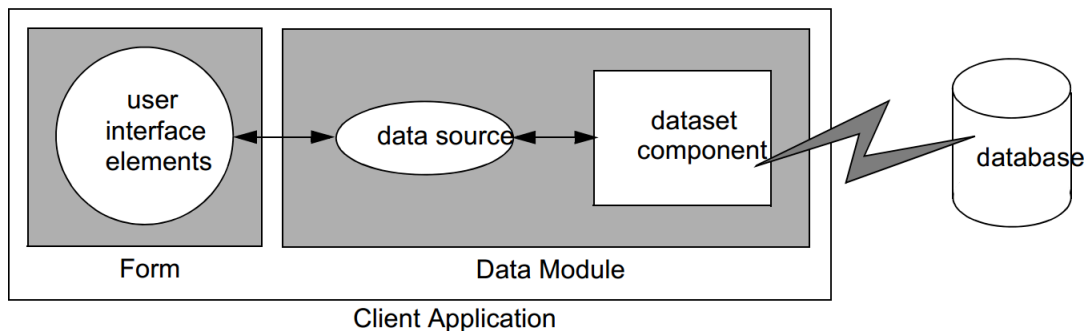 user
interface
elements
data source
dataset
component
database
Form
Data Module
Client Application